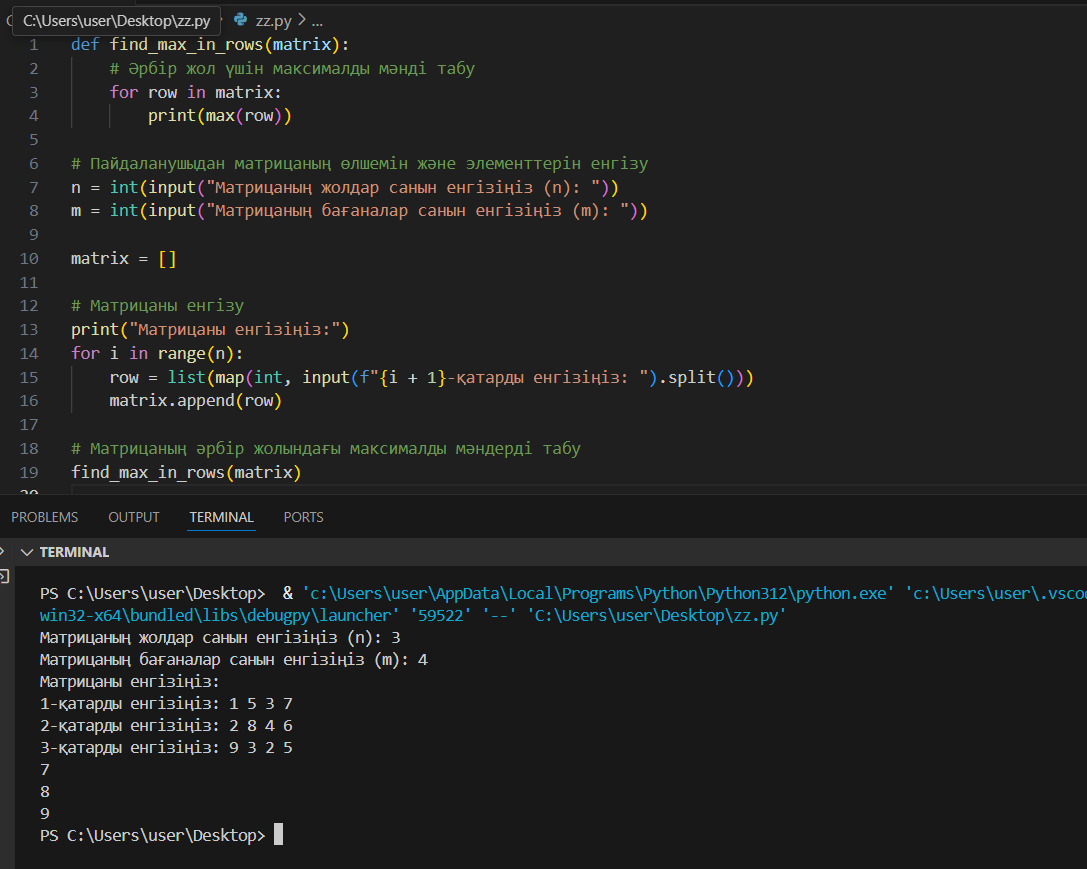 C:\Users\user\Desktop\zz.py zz.py > ...
1 def find_max_in_rows(matrix):
2     # Әрбір жол үшін максималды мәнді табу
3     for row in matrix:
4         print(max(row))
5
6 # Пайдаланушыдан матрицаның өлшемін және элементтерін енгізу
7 n = int(input("Матрицаның жолдар санын енгізіңіз (n): "))
8 m = int(input("Матрицаның бағаналар санын енгізіңіз (m): "))
9
10 matrix = []
11
12 # Матрицаны енгізу
13 print("Матрицаны енгізіңіз:")
14 for i in range(n):
15     row = list(map(int, input(f"{i + 1}-қатарды енгізіңіз: ").split()))
16     matrix.append(row)
17
18 # Матрицаның әрбір жолындағы максималды мәндерді табу
19 find_max_in_rows(matrix)
20
PROBLEMS OUTPUT TERMINAL PORTS
TERMINAL
PS C:\Users\user\Desktop>  & 'c:\Users\user\AppData\Local\Programs\Python\Python312\python.exe' 'c:\Users\user\.vscod
win32-x64\bundled\libs\debugpy\launcher' '59522' '--' 'C:\Users\user\Desktop\zz.py'
Матрицаның жолдар санын енгізіңіз (n): 3
Матрицаның бағаналар санын енгізіңіз (m): 4
Матрицаны енгізіңіз:
1-қатарды енгізіңіз: 1 5 3 7
2-қатарды енгізіңіз: 2 8 4 6
3-қатарды енгізіңіз: 9 3 2 5
7
8
9
PS C:\Users\user\Desktop>